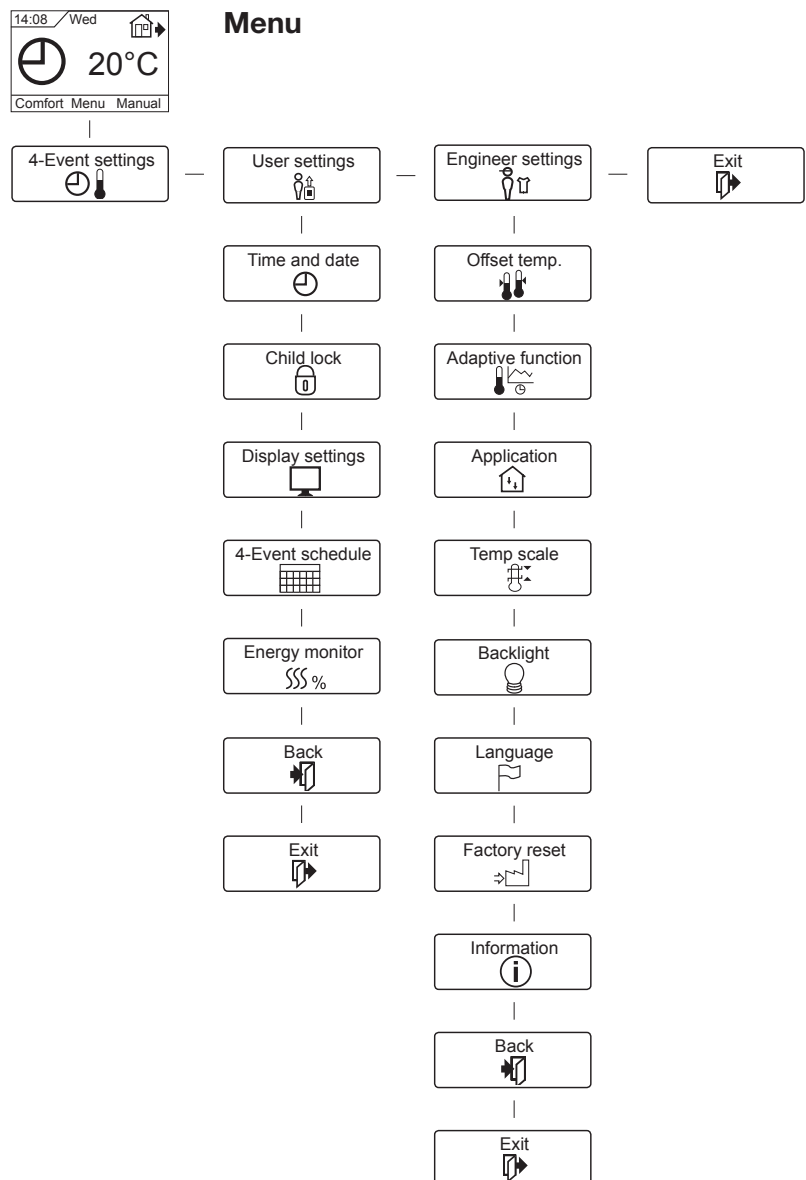 14:08 Wed
20°C
Comfort Menu Manual
Menu
4-Event settings
User settings
Engineer settings
Exit
Time and date
Child lock
Display settings
4-Event schedule
Energy monitor
%
Back
Exit
Offset temp.
Adaptive function
Application
Temp scale
Backlight
Language
Factory reset
Information
i
Back
Exit